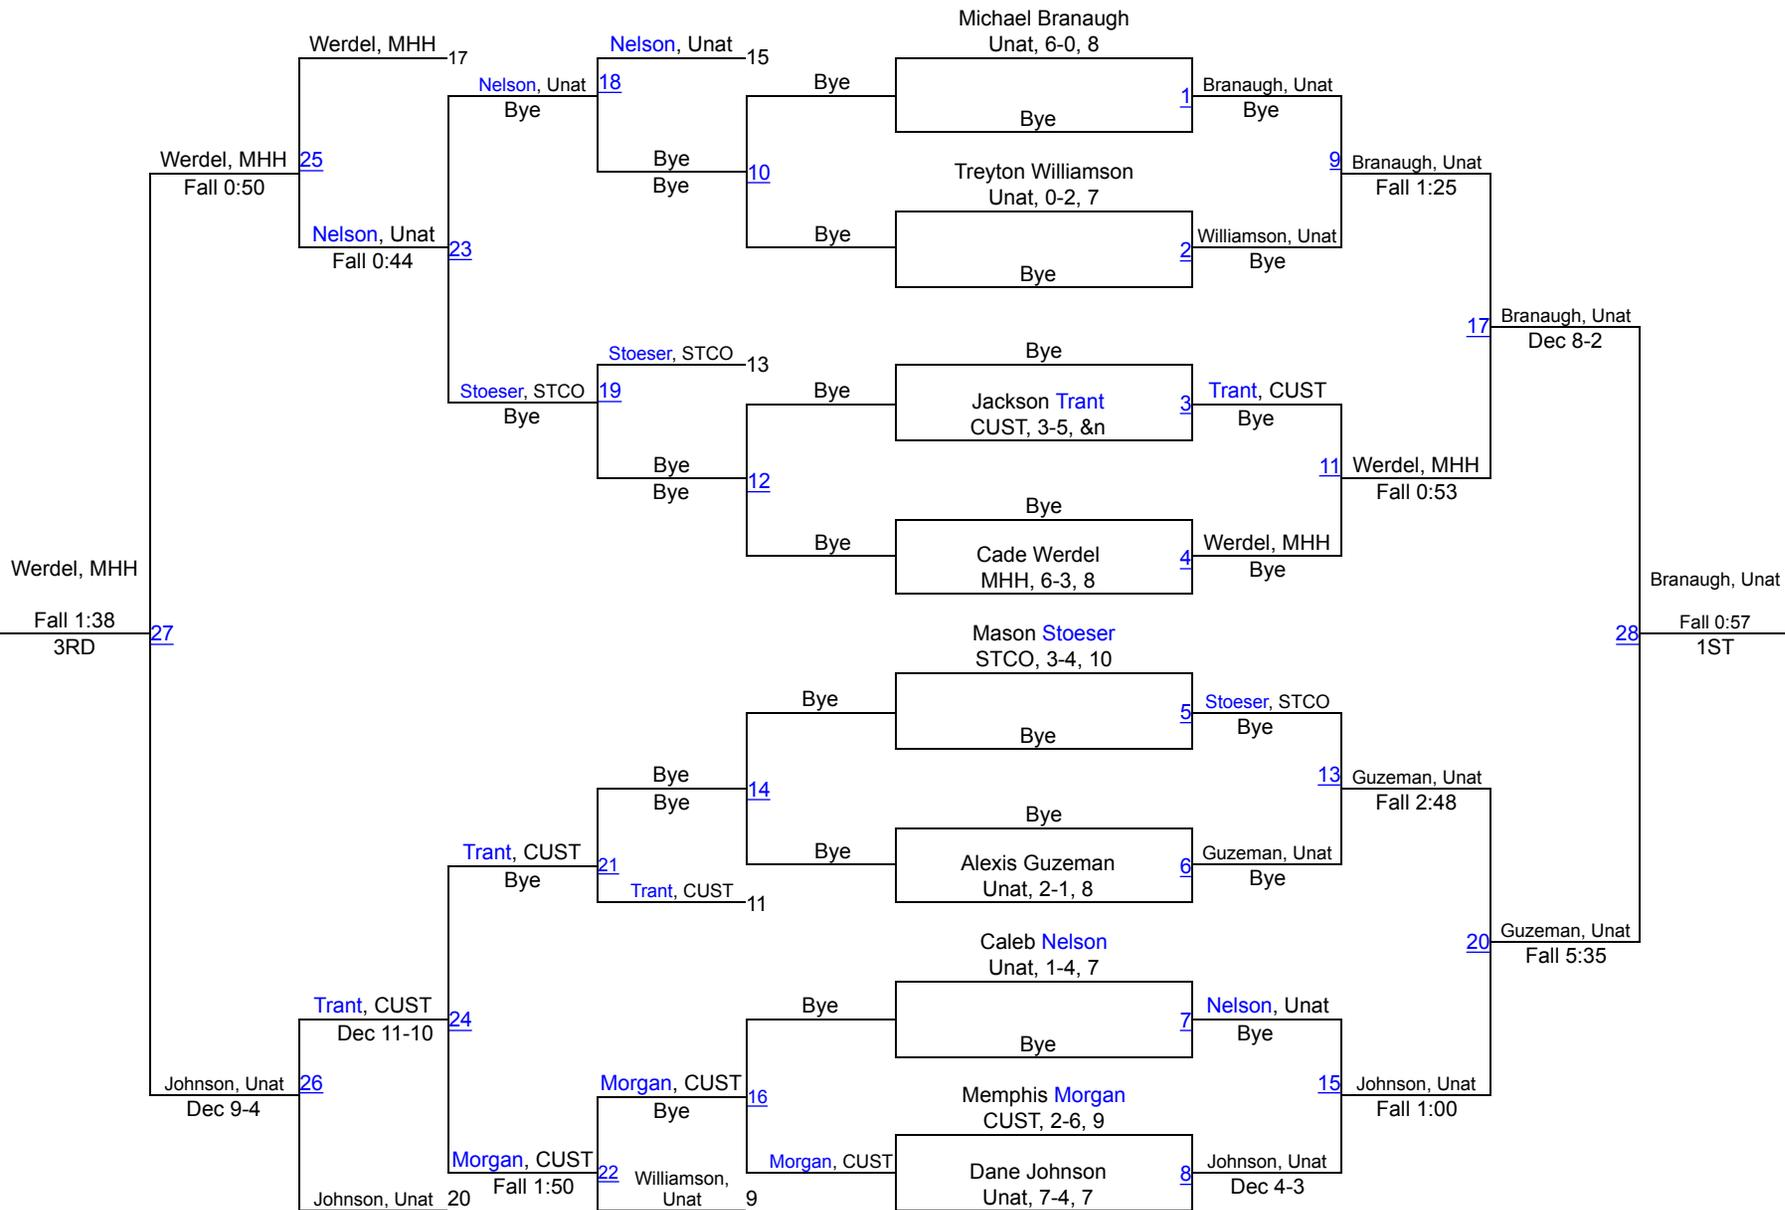 Michael Branaugh
Unat, 6-0, 8
Werdel, MHH
17
Nelson, Unat
15
Nelson, Unat
18
Bye
Bye
1
Branaugh, Unat
Bye
Bye
Werdel, MHH
25
Fall 0:50
Bye
Bye
10
Treyton Williamson
Unat, 0-2, 7
9
Branaugh, Unat
Fall 1:25
Nelson, Unat
23
Fall 0:44
Bye
2
Williamson, Unat
Bye
Bye
17
Branaugh, Unat
Dec 8-2
Stoeser, STCO
13
Bye
Stoeser, STCO
19
Bye
Bye
Jackson Trant
CUST, 3-5, &n
3
Trant, CUST
Bye
Bye
Bye
12
11
Werdel, MHH
Fall 0:53
Bye
Bye
Cade Werdel
MHH, 6-3, 8
4
Werdel, MHH
Bye
Werdel, MHH
Fall 1:38
27
3RD
Branaugh, Unat
28
Fall 0:57
1ST
Mason Stoeser
STCO, 3-4, 10
Bye
5
Stoeser, STCO
Bye
Bye
Bye
Bye
14
13
Guzeman, Unat
Fall 2:48
Bye
Trant, CUST
21
Bye
Bye
Alexis Guzeman
Unat, 2-1, 8
6
Guzeman, Unat
Bye
Trant, CUST
11
Caleb Nelson
Unat, 1-4, 7
20
Guzeman, Unat
Fall 5:35
Trant, CUST
24
Dec 11-10
Bye
7
Nelson, Unat
Bye
Bye
Johnson, Unat
26
Dec 9-4
Morgan, CUST
Bye
16
Memphis Morgan
CUST, 2-6, 9
15
Johnson, Unat
Fall 1:00
Morgan, CUST
22
Fall 1:50
Morgan, CUST
Dane Johnson
Unat, 7-4, 7
8
Johnson, Unat
Dec 4-3
Johnson, Unat
20
Williamson,
Unat
9